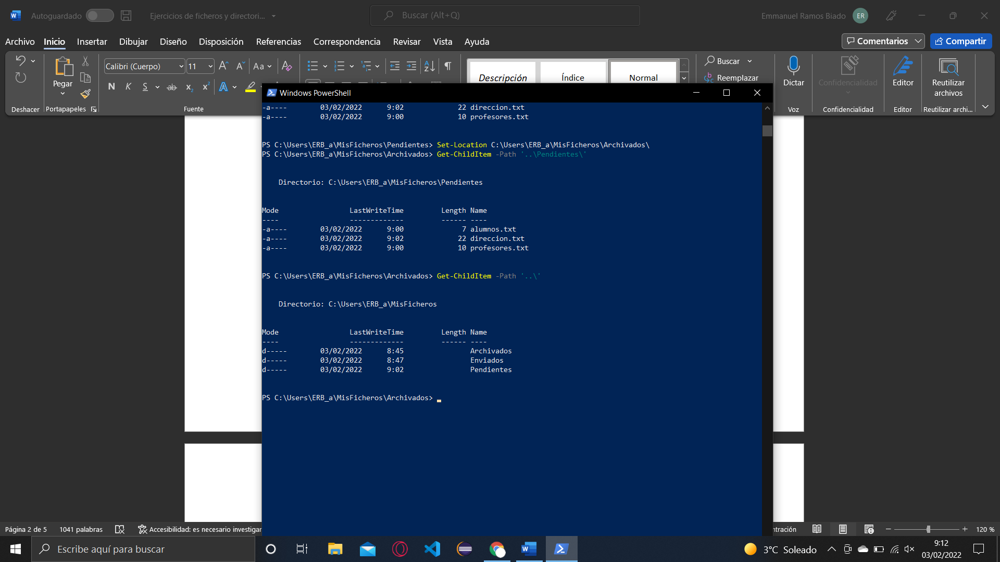 Autoguardado
Ejercicios de ficheros y directori...
Buscar (Alt+Q)
Emmanuel Ramos Biado
ER
Archivo Inicio Insertar Dibujar Diseño Disposición Referencias Correspondencia Revisar Vista Ayuda
Comentarios
Compartir
Pegar
Calibri (Cuerpo) 11
Aa
N K S ab x₂ x² A
Descripción
Índice
Normal
Buscar
Reemplazar
Dictar
Confidencialidad
Editor
Reutilizar
archivos
Deshacer
Portapapeles
Fuente
Voz
Confidencialidad
Editor
Reutilizar archi...
Windows PowerShell
-a---- 03/02/2022 9:02 22 direccion.txt
-a---- 03/02/2022 9:00 10 profesores.txt
PS C:\Users\ERB_a\MisFicheros\Pendientes> Set-Location C:\Users\ERB_a\MisFicheros\Archivados\
PS C:\Users\ERB_a\MisFicheros\Archivados> Get-ChildItem -Path '..\Pendientes\'
Directorio: C:\Users\ERB_a\MisFicheros\Pendientes
Mode LastWriteTime Length Name
---- ------------- ------ ----
-a---- 03/02/2022 9:00 7 alumnos.txt
-a---- 03/02/2022 9:02 22 direccion.txt
-a---- 03/02/2022 9:00 10 profesores.txt
PS C:\Users\ERB_a\MisFicheros\Archivados> Get-ChildItem -Path '..\'
Directorio: C:\Users\ERB_a\MisFicheros
Mode LastWriteTime Length Name
---- ------------- ------ ----
d----- 03/02/2022 8:45 Archivados
d----- 03/02/2022 8:47 Enviados
d----- 03/02/2022 9:02 Pendientes
PS C:\Users\ERB_a\MisFicheros\Archivados>
Página 2 de 5 1041 palabras Accesibilidad: es necesario investigar
ntración
120 %
Escribe aquí para buscar
3°C Soleado
9:12
03/02/2022